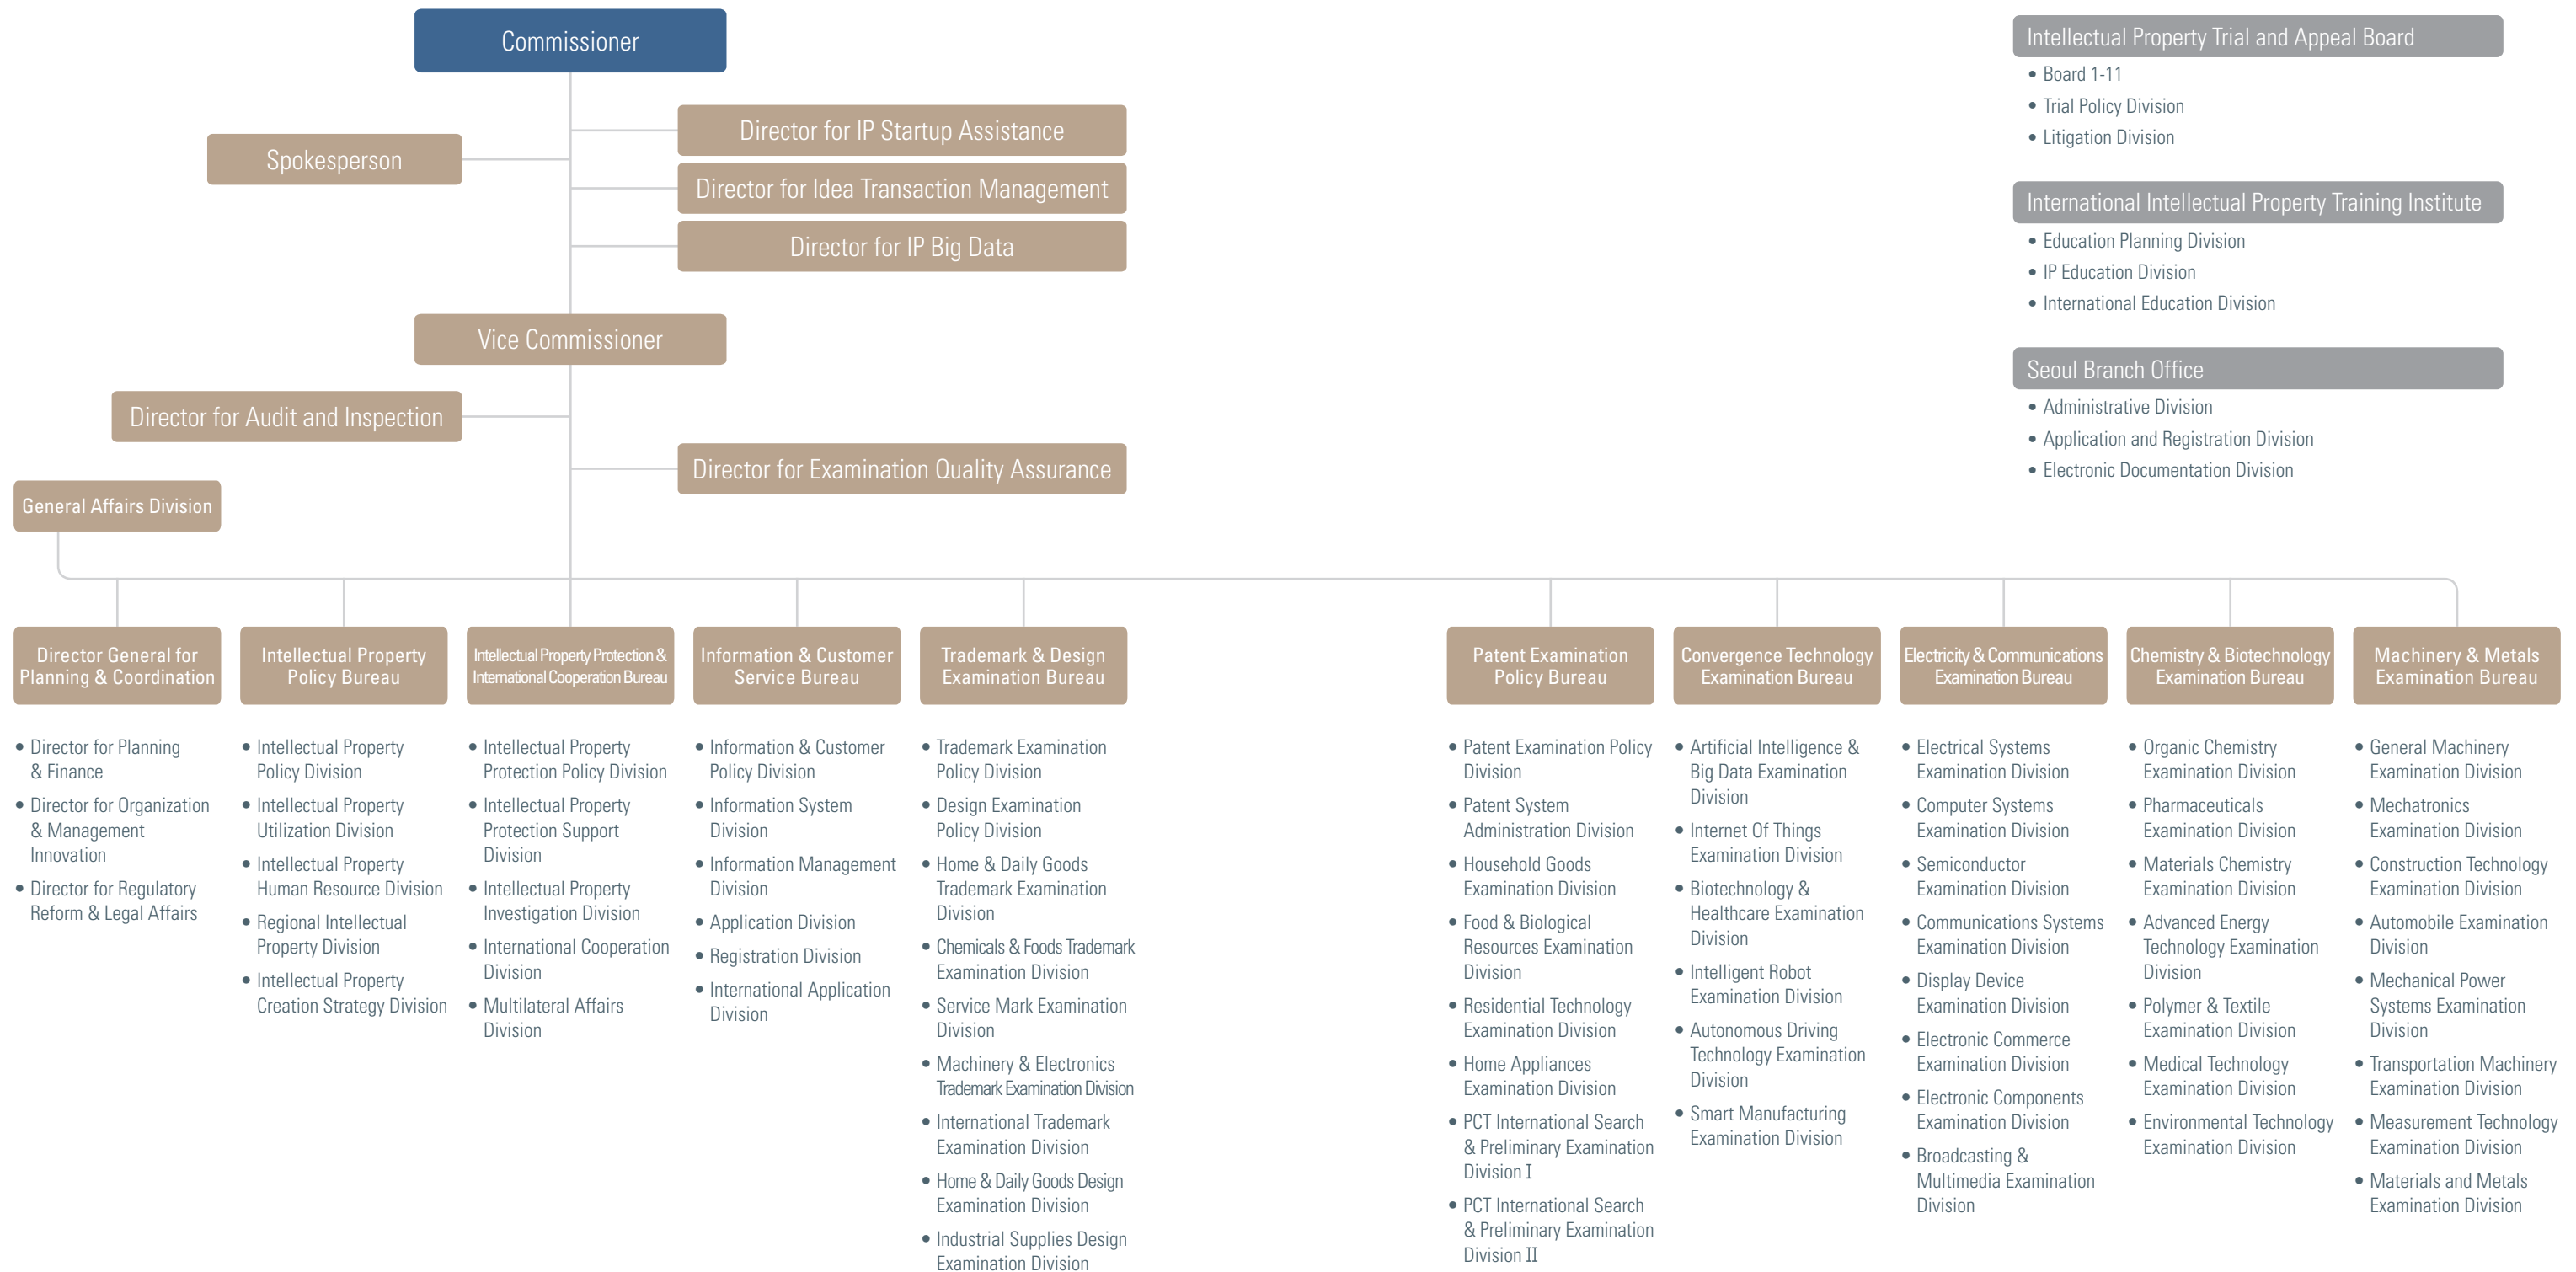 Commissioner
Director for IP Startup Assistance
Spokesperson
Director for Idea Transaction Management
Director for IP Big Data
Vice Commissioner
Director for Audit and Inspection
Director for Examination Quality Assurance
General Affairs Division
Intellectual Property Trial and Appeal Board
• Board 1-11
• Trial Policy Division
• Litigation Division
International Intellectual Property Training Institute
• Education Planning Division
• IP Education Division
• International Education Division
Seoul Branch Office
• Administrative Division
• Application and Registration Division
• Electronic Documentation Division
Director General for
Planning & Coordination
• Director for Planning
& Finance
• Director for Organization
& Management
Innovation
• Director for Regulatory
Reform & Legal Affairs
Intellectual Property
Policy Bureau
• Intellectual Property
Policy Division
• Intellectual Property
Utilization Division
• Intellectual Property
Human Resource Division
• Regional Intellectual
Property Division
• Intellectual Property
Creation Strategy Division
Intellectual Property Protection &
International Cooperation Bureau
• Intellectual Property
Protection Policy Division
• Intellectual Property
Protection Support
Division
• Intellectual Property
Investigation Division
• International Cooperation
Division
• Multilateral Affairs
Division
Information & Customer
Service Bureau
• Information & Customer
Policy Division
• Information System
Division
• Information Management
Division
• Application Division
• Registration Division
• International Application
Division
Trademark & Design
Examination Bureau
• Trademark Examination
Policy Division
• Design Examination
Policy Division
• Home & Daily Goods
Trademark Examination
Division
• Chemicals & Foods Trademark
Examination Division
• Service Mark Examination
Division
• Machinery & Electronics
Trademark Examination Division
• International Trademark
Examination Division
• Home & Daily Goods Design
Examination Division
• Industrial Supplies Design
Examination Division
Patent Examination
Policy Bureau
• Patent Examination Policy
Division
• Patent System
Administration Division
• Household Goods
Examination Division
• Food & Biological
Resources Examination
Division
• Residential Technology
Examination Division
• Home Appliances
Examination Division
• PCT International Search
& Preliminary Examination
Division I
• PCT International Search
& Preliminary Examination
Division II
Convergence Technology
Examination Bureau
• Artificial Intelligence &
Big Data Examination
Division
• Internet Of Things
Examination Division
• Biotechnology &
Healthcare Examination
Division
• Intelligent Robot
Examination Division
• Autonomous Driving
Technology Examination
Division
• Smart Manufacturing
Examination Division
Electricity & Communications
Examination Bureau
• Electrical Systems
Examination Division
• Computer Systems
Examination Division
• Semiconductor
Examination Division
• Communications Systems
Examination Division
• Display Device
Examination Division
• Electronic Commerce
Examination Division
• Electronic Components
Examination Division
• Broadcasting &
Multimedia Examination
Division
Chemistry & Biotechnology
Examination Bureau
• Organic Chemistry
Examination Division
• Pharmaceuticals
Examination Division
• Materials Chemistry
Examination Division
• Advanced Energy
Technology Examination
Division
• Polymer & Textile
Examination Division
• Medical Technology
Examination Division
• Environmental Technology
Examination Division
Machinery & Metals
Examination Bureau
• General Machinery
Examination Division
• Mechatronics
Examination Division
• Construction Technology
Examination Division
• Automobile Examination
Division
• Mechanical Power
Systems Examination
Division
• Transportation Machinery
Examination Division
• Measurement Technology
Examination Division
• Materials and Metals
Examination Division